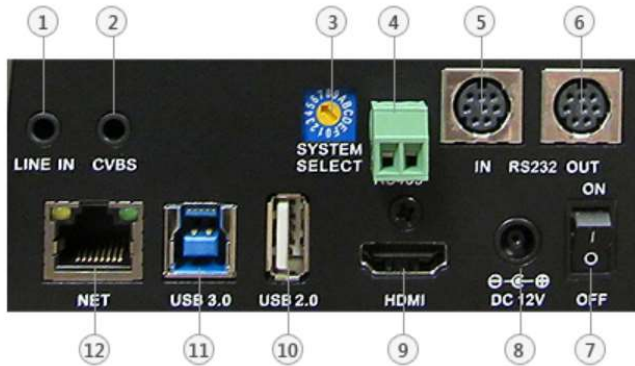 1 2 3 4 5 6
LINE IN CVBS
SYSTEM
SELECT
IN RS232 OUT
ON
I
O
NET USB 3.0 USB 2.0 HDMI DC 12V OFF
12 11 10 9 8 7